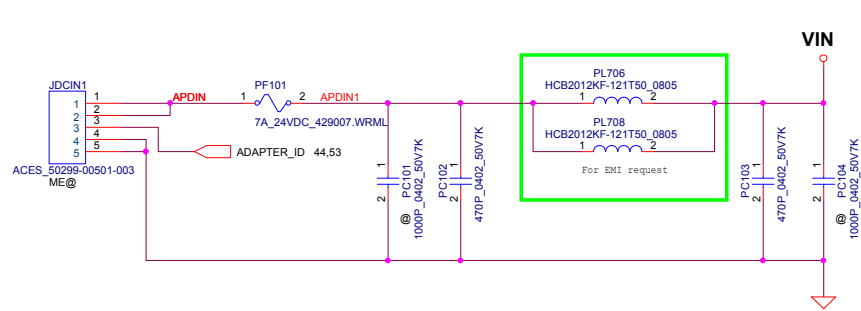 VIN
JDCIN1
1
2
3
4
5
1
2
3
4
5
ACES_50299-00501-003
ME@
APDIN
PF101
1
2
APDIN1
7A_24VDC_429007.WRML
ADAPTER_ID 44,53
PL706
HCB2012KF-121T50_0805
1
2
PL708
HCB2012KF-121T50_0805
1
2
For EMI request
1
2
@
PC101
1000P_0402_50V7K
1
2
PC102
470P_0402_50V7K
1
2
PC103
470P_0402_50V7K
1
2
@
PC104
1000P_0402_50V7K